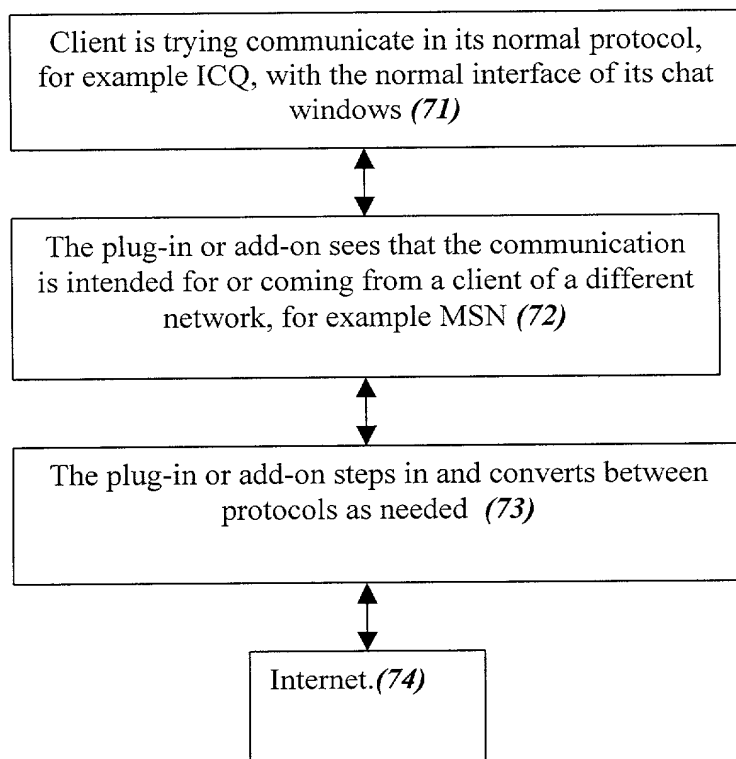 Client is trying communicate in its normal protocol,
for example ICQ, with the normal interface of its chat
windows (71)
The plug-in or add-on sees that the communication
is intended for or coming from a client of a different
network, for example MSN (72)
The plug-in or add-on steps in and converts between
protocols as needed (73)
Internet.(74)